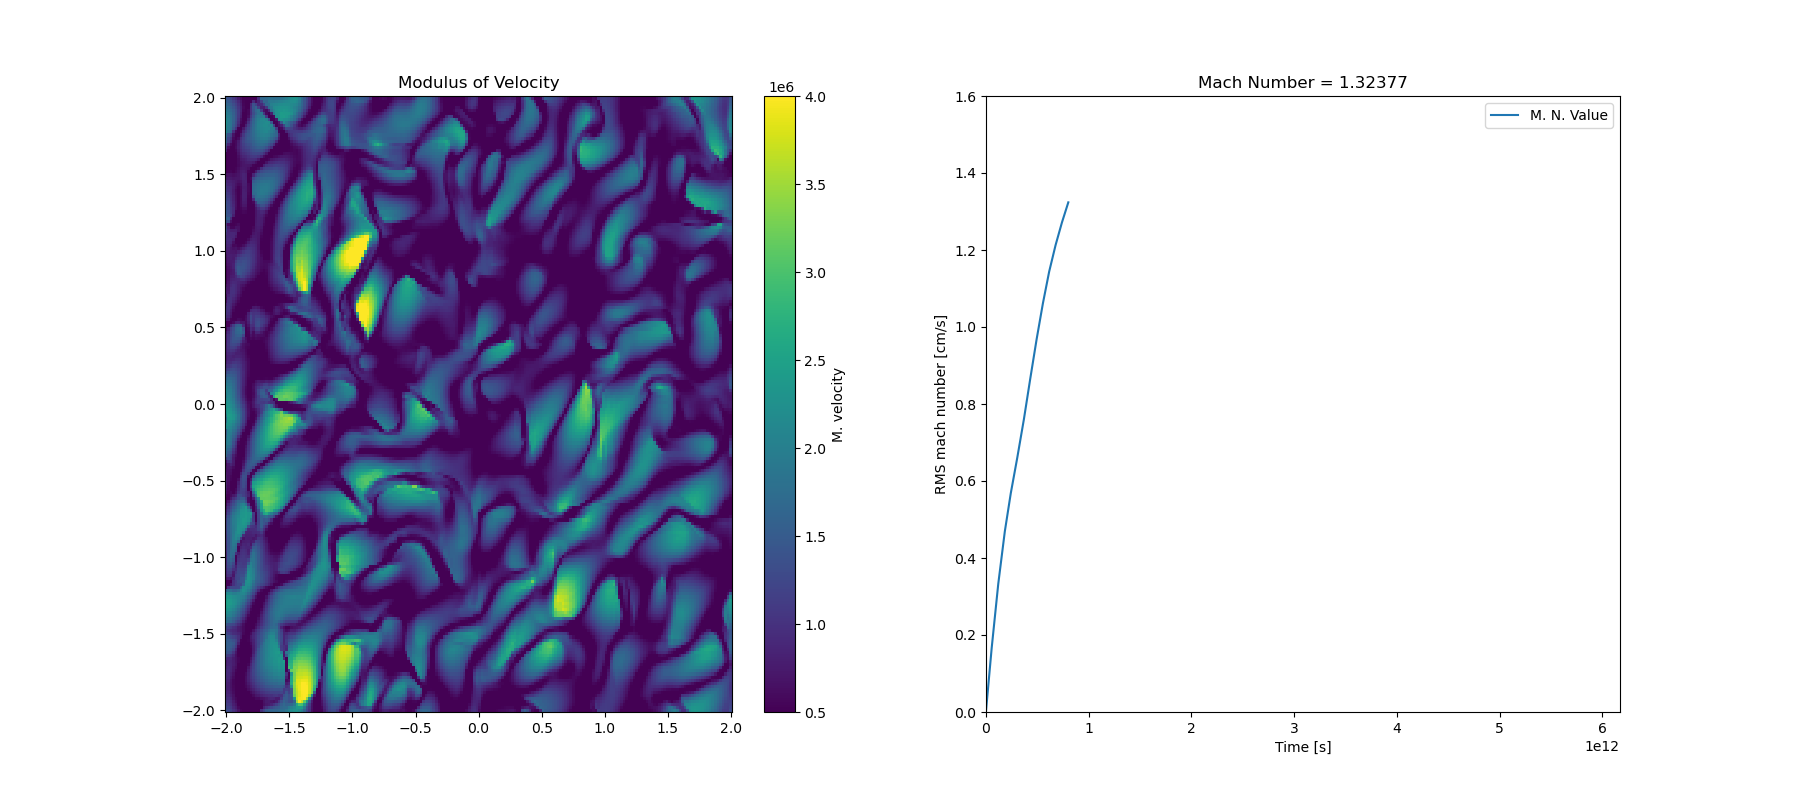 Modulus of Velocity
2.0
1.5
1.0
0.5
0.0
−0.5
−1.0
−1.5
−2.0
−2.0 −1.5 −1.0 −0.5 0.0 0.5 1.0 1.5 2.0
1e6
4.0
3.5
3.0
2.5
2.0
1.5
1.0
0.5
M. velocity
Mach Number = 1.32377
M. N. Value
1.6
1.4
1.2
1.0
0.8
0.6
0.4
0.2
0.0
RMS mach number [cm/s]
0 1 2 3 4 5 6
1e12
Time [s]